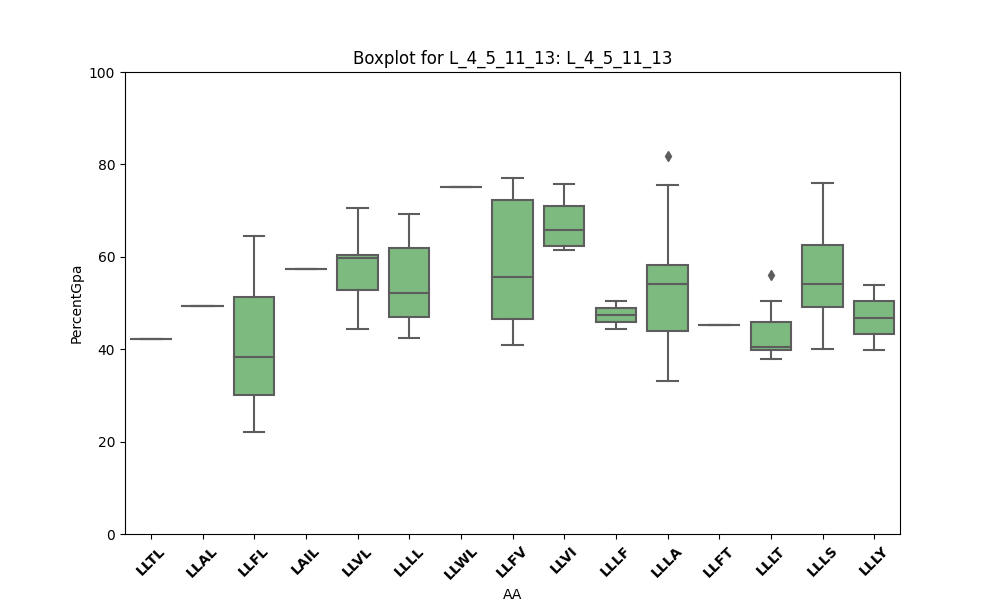 Boxplot for L_4_5_11_13: L_4_5_11_13
100
80
60
40
20
0
PercentGpa
LLTL LLAL LLFL LAIL LLVL LLLL LLWL LLFV LLVI LLLF LLLA LLFT LLLT LLLS LLLY
AA